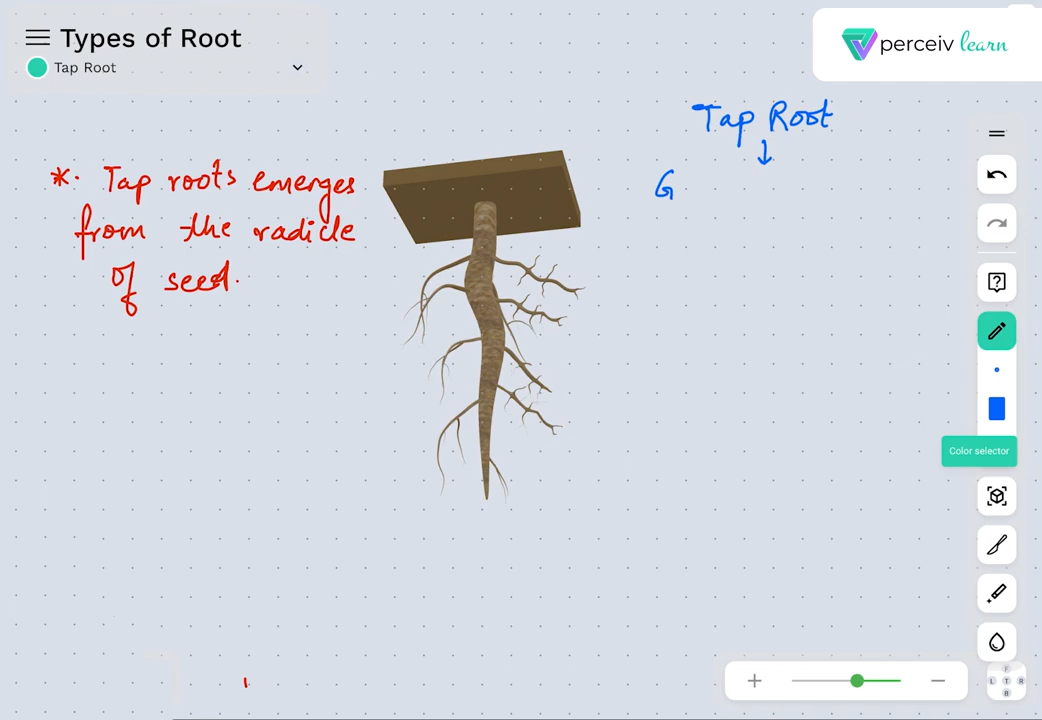 Types of Root
Tap Root
perceiv learn
Tap Root
G
*. Tap roots emerges
from the radicle
of seed.
Color selector
F
L T R
B